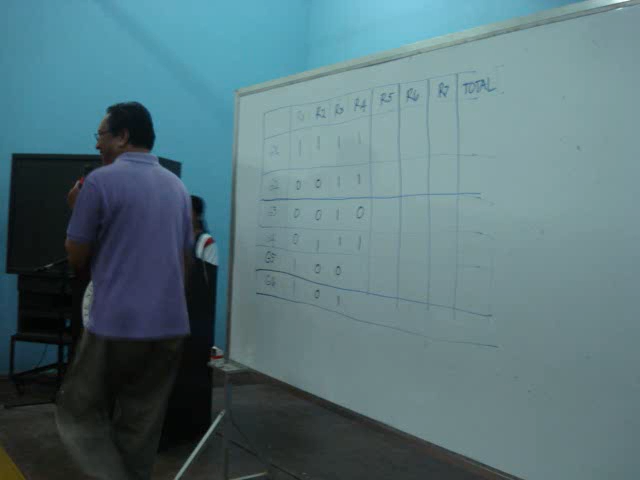 R1 R2 R3 R4 R5 R6 R7 TOTAL
G1 1 1 1 1
G2 0 0 1 1
G3 0 0 1 0
G4 0 1 1 1
G5 1 0 0
G6 1 0 1